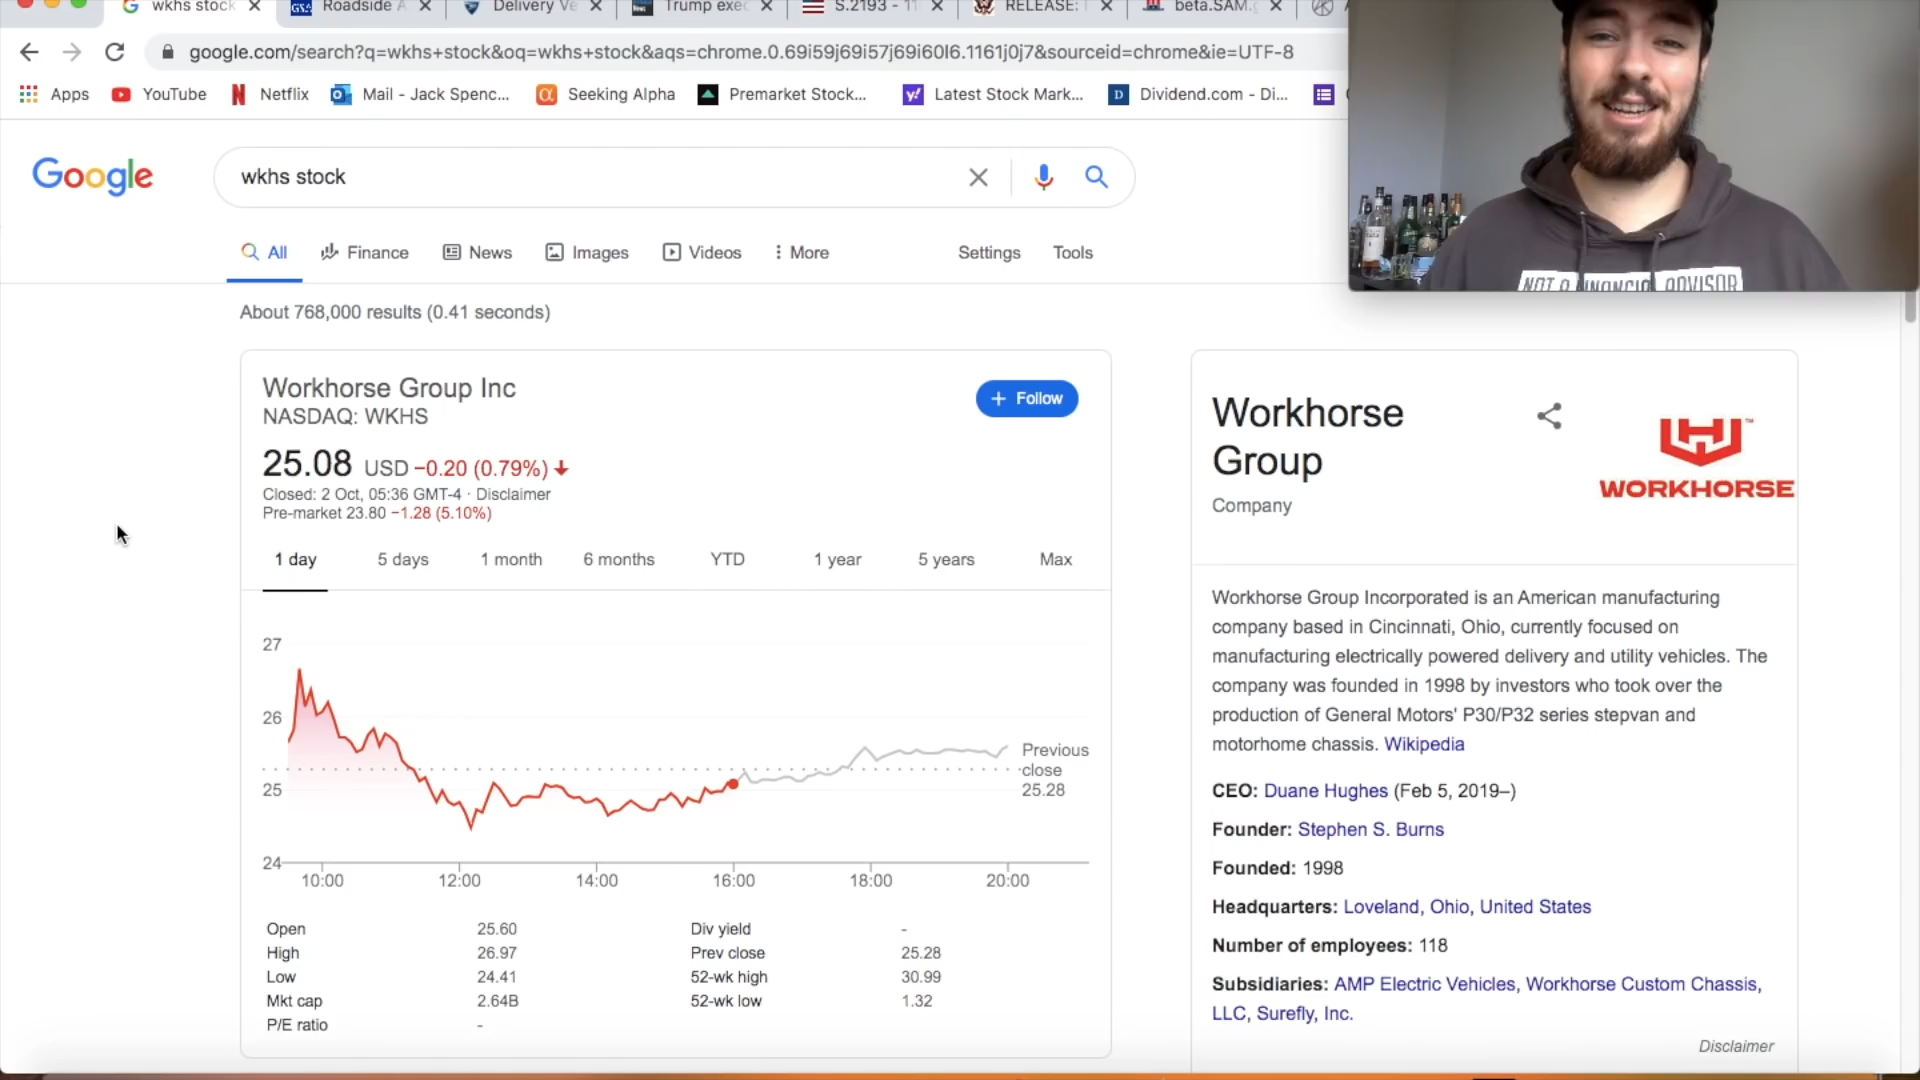 wkhs stock
Roadside A
Delivery Ve
Trump exec
S.2193 - 11
RELEASE:
beta.SAM.g
google.com/search?q=wkhs+stock&oq=wkhs+stock&aqs=chrome.0.69i59j69i57j69i60l6.1161j0j7&sourceid=chrome&ie=UTF-8
Apps YouTube Netflix Mail - Jack Spenc... Seeking Alpha Premarket Stock... Latest Stock Mark... Dividend.com - Di...
Google
wkhs stock
All Finance News Images Videos More Settings Tools
NOT A FINANCIAL ADVISOR
About 768,000 results (0.41 seconds)
Workhorse Group Inc
NASDAQ: WKHS
+ Follow
25.08 USD −0.20 (0.79%)
Closed: 2 Oct, 05:36 GMT-4 · Disclaimer
Pre-market 23.80 −1.28 (5.10%)
1 day 5 days 1 month 6 months YTD 1 year 5 years Max
27
26
25
24
Previous
close
25.28
10:00 12:00 14:00 16:00 18:00 20:00
Open 25.60 Div yield -
High 26.97 Prev close 25.28
Low 24.41 52-wk high 30.99
Mkt cap 2.64B 52-wk low 1.32
P/E ratio -
Workhorse
Group
Company
WORKHORSE
Workhorse Group Incorporated is an American manufacturing
company based in Cincinnati, Ohio, currently focused on
manufacturing electrically powered delivery and utility vehicles. The
company was founded in 1998 by investors who took over the
production of General Motors' P30/P32 series stepvan and
motorhome chassis. Wikipedia
CEO: Duane Hughes (Feb 5, 2019–)
Founder: Stephen S. Burns
Founded: 1998
Headquarters: Loveland, Ohio, United States
Number of employees: 118
Subsidiaries: AMP Electric Vehicles, Workhorse Custom Chassis,
LLC, Surefly, Inc.
Disclaimer